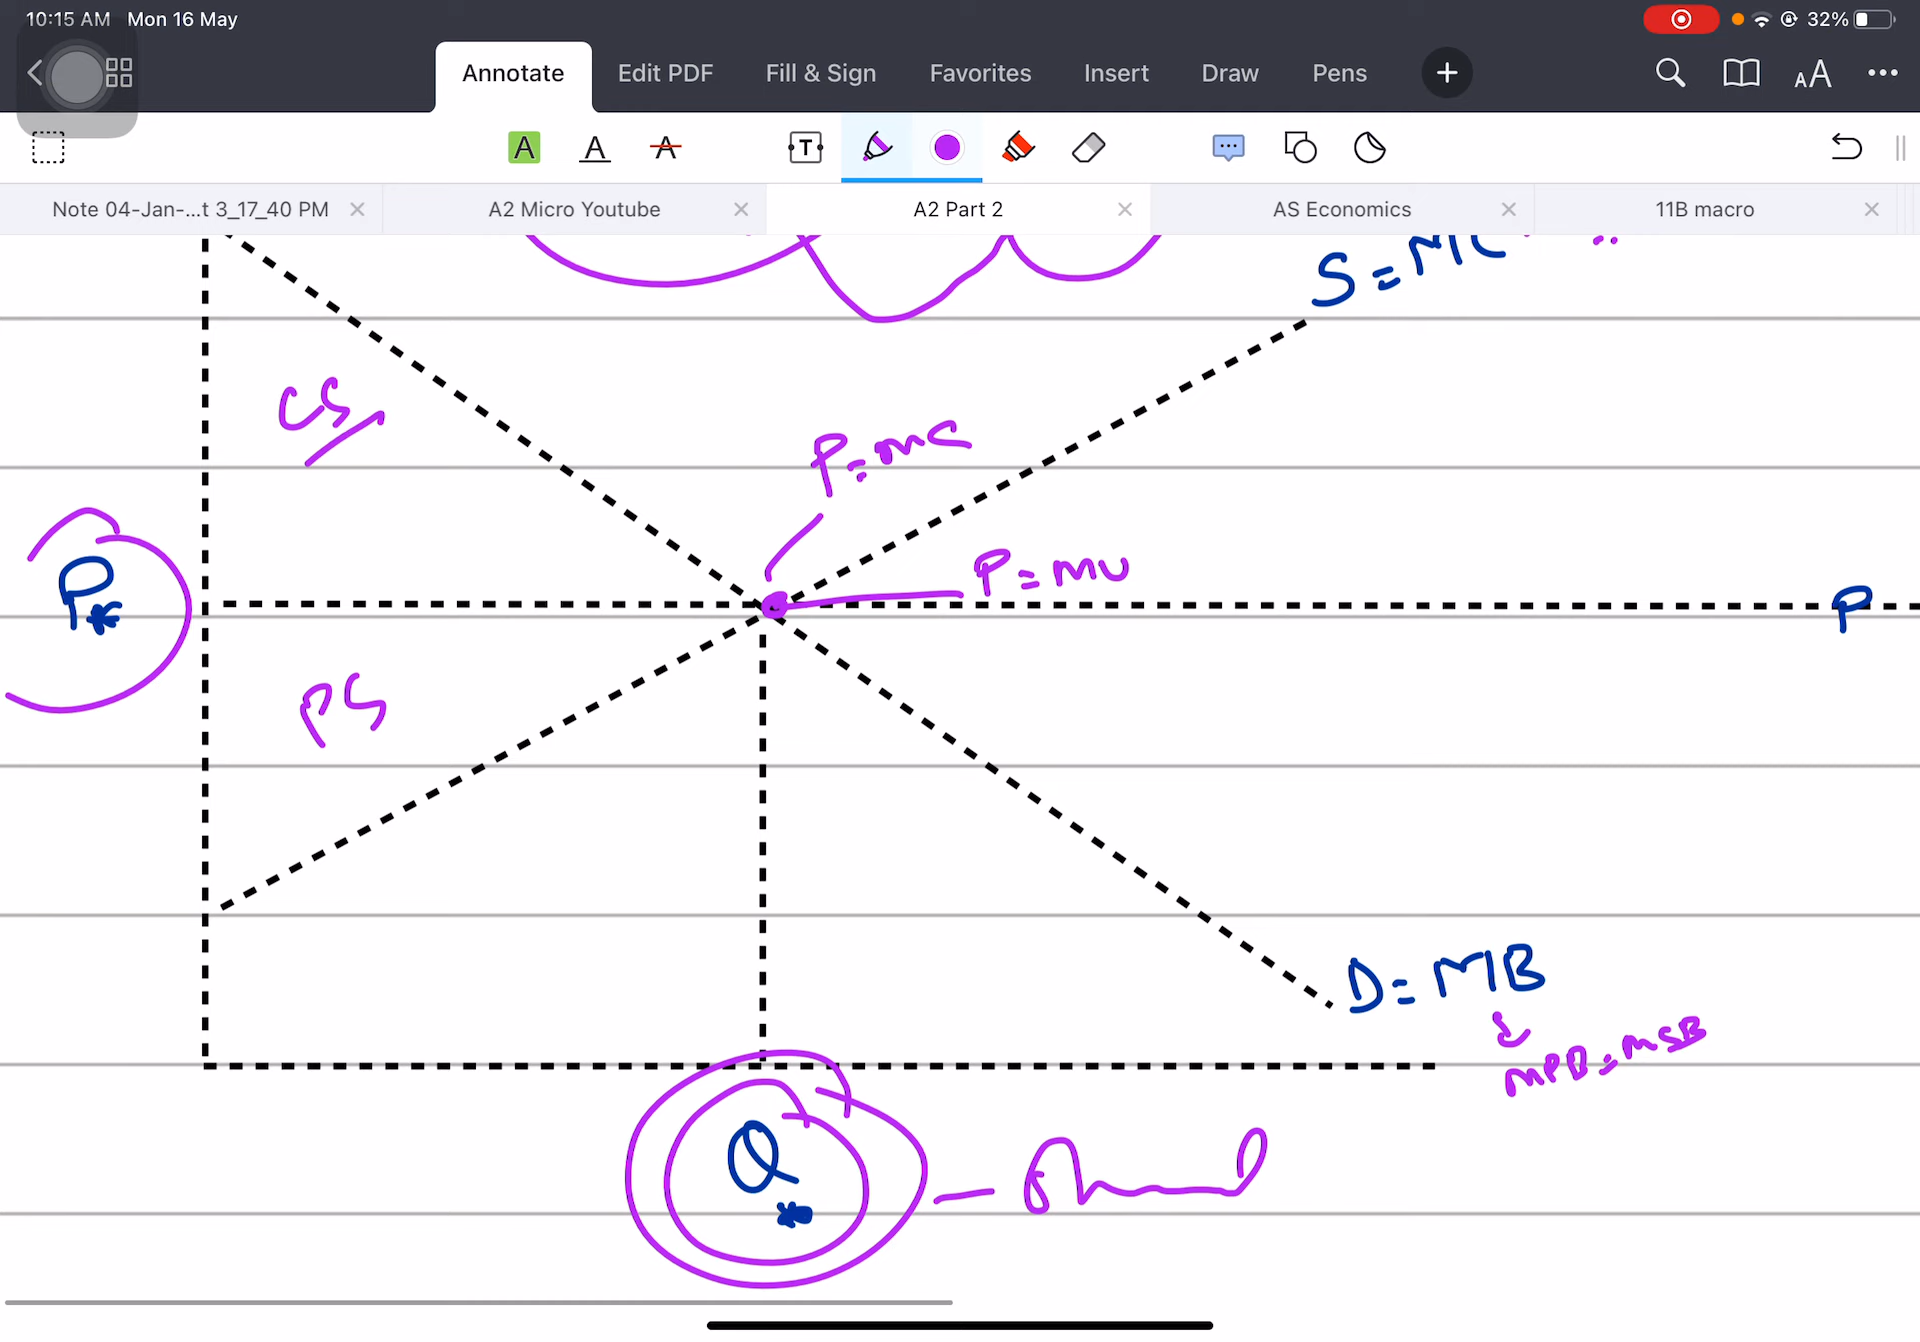 10:15 AM Mon 16 May
32%
Annotate Edit PDF Fill & Sign Favorites Insert Draw Pens
A A A T
Note 04-Jan-...t 3_17_40 PM A2 Micro Youtube A2 Part 2 AS Economics 11B macro
S = MC
CS
P = MC
P = MU
P*
P
PS
D = MB
MPB = MSB
Q*